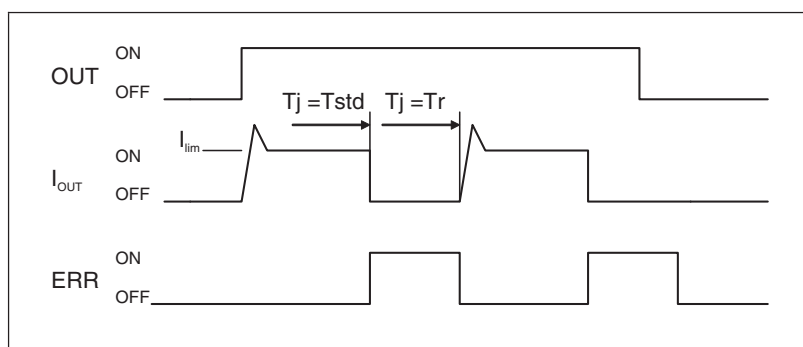 ON
OUT
OFF
Tj =Tstd Tj =Tr
Ilim
ON
IOUT
OFF
ON
ERR
OFF